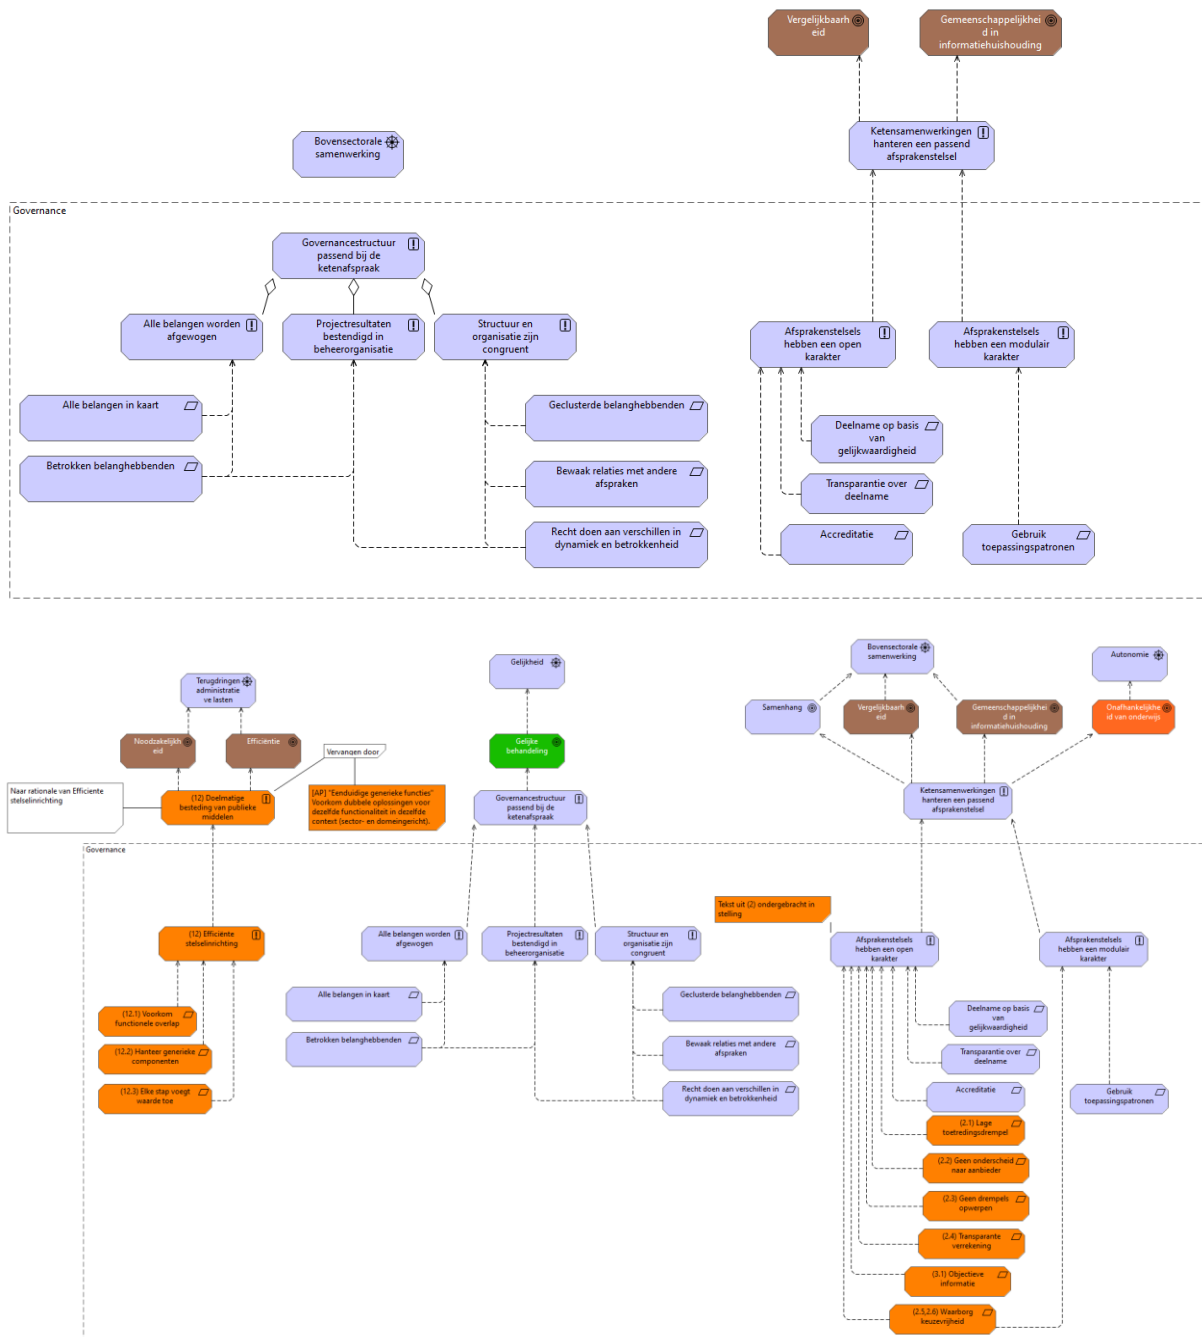 Vergelijkbaarh
eid
Gemeenschappelijkhei
d in
informatiehuishouding
Bovensectorale
samenwerking
Ketensamenwerkingen
hanteren een passend
afsprakenstelsel
Governance
Governancestructuur
passend bij de
ketenafspraak
Alle belangen worden
afgewogen
Projectresultaten
bestendigd in
beheerorganisatie
Structuur en
organisatie zijn
congruent
Afsprakenstelsels
hebben een open
karakter
Afsprakenstelsels
hebben een modulair
karakter
Alle belangen in kaart
Geclusterde belanghebbenden
Deelname op basis
van
gelijkwaardigheid
Betrokken belanghebbenden
Bewaak relaties met andere
afspraken
Transparantie over
deelname
Recht doen aan verschillen in
dynamiek en betrokkenheid
Accreditatie
Gebruik
toepassingspatronen
Gelijkheid
Bovensectorale
samenwerking
Autonomie
Terugdringen
administratie
ve lasten
Samenhang
Vergelijkbaarh
eid
Gemeenschappelijkhei
d in
informatiehuishouding
Onafhankelijkhe
id van onderwijs
Noodzakelijkh
eid
Efficiëntie
Gelijke
behandeling
Vervangen door
Naar rationale van Efficiente
stelselinrichting
(12) Doelmatige
besteding van publieke
middelen
[AP] "Eenduidige generieke functies"
Voorkom dubbele oplossingen voor
dezelfde functionaliteit in dezelfde
context (sector- en domeingericht).
Governancestructuur
passend bij de
ketenafspraak
Ketensamenwerkingen
hanteren een passend
afsprakenstelsel
Governance
Tekst uit (2) ondergebracht in
stelling
(12) Efficiënte
stelselinrichting
Alle belangen worden
afgewogen
Projectresultaten
bestendigd in
beheerorganisatie
Structuur en
organisatie zijn
congruent
Afsprakenstelsels
hebben een open
karakter
Afsprakenstelsels
hebben een modulair
karakter
Alle belangen in kaart
Geclusterde belanghebbenden
(12.1) Voorkom
functionele overlap
Deelname op basis
van
gelijkwaardigheid
Betrokken belanghebbenden
Bewaak relaties met andere
afspraken
(12.2) Hanteer generieke
componenten
Transparantie over
deelname
(12.3) Elke stap voegt
waarde toe
Recht doen aan verschillen in
dynamiek en betrokkenheid
Accreditatie
Gebruik
toepassingspatronen
(2.1) Lage
toetredingsdrempel
(2.2) Geen onderscheid
naar aanbieder
(2.3) Geen drempels
opwerpen
(2.4) Transparante
verrekening
(3.1) Objectieve
informatie
(2.5,2.6) Waarborg
keuzevrijheid